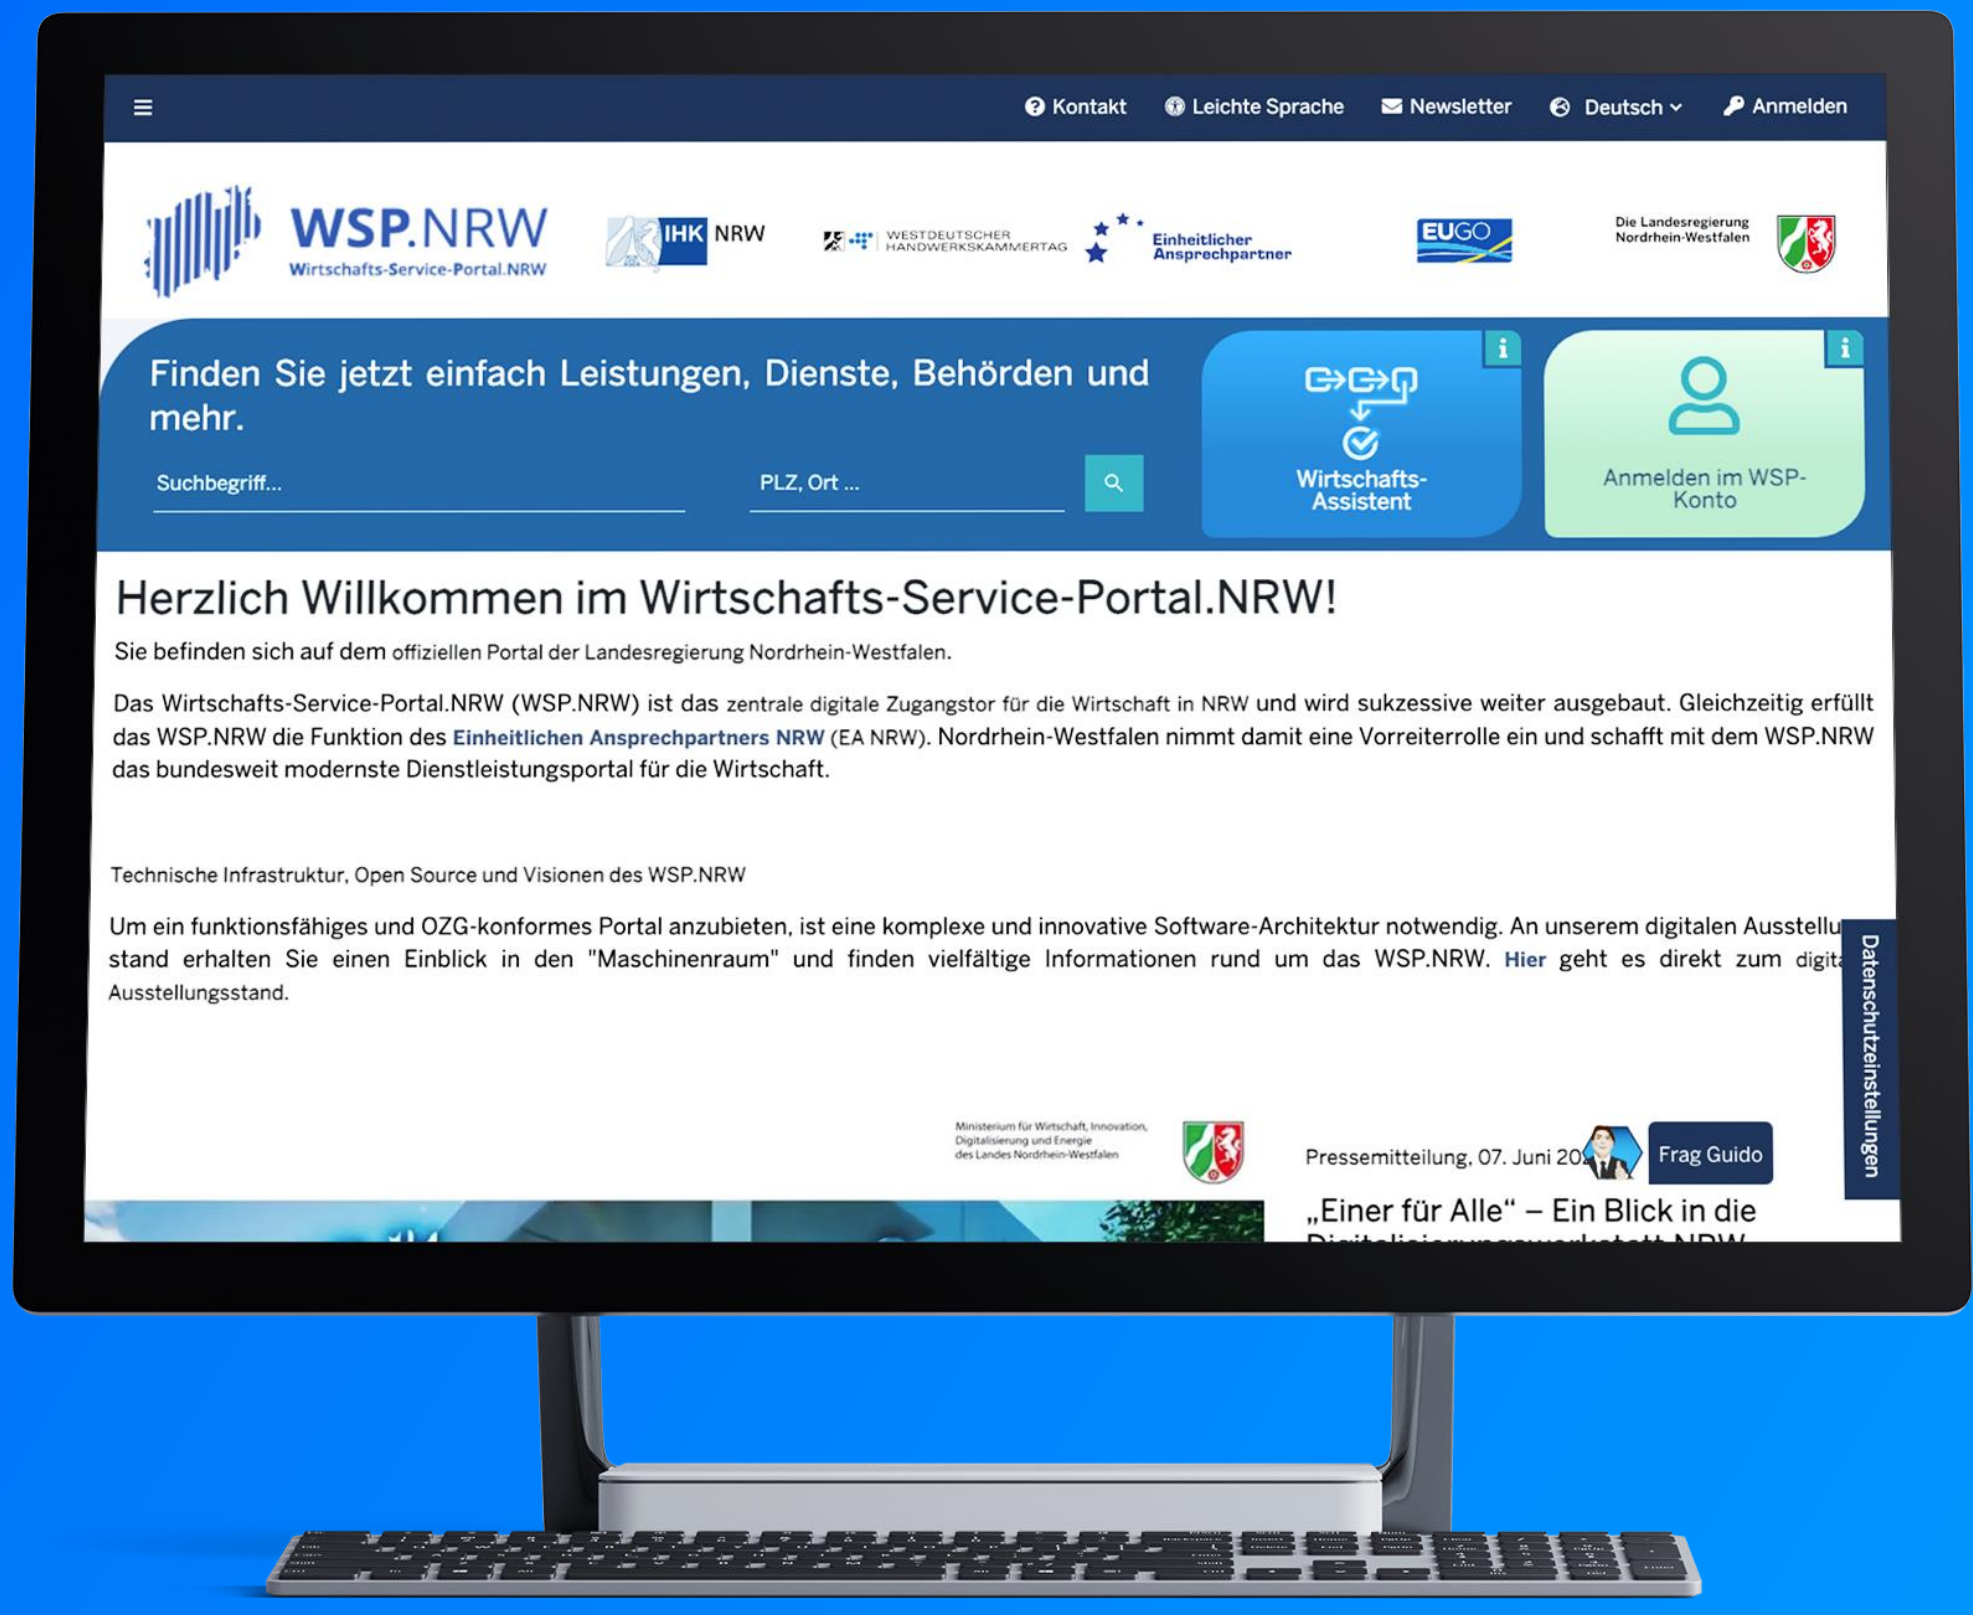 Kontakt
Leichte Sprache
Newsletter
Deutsch
Anmelden
WSP.NRW
Wirtschafts-Service-Portal.NRW
IHK NRW
WESTDEUTSCHER
HANDWERKSKAMMERTAG
Einheitlicher
Ansprechpartner
EUGO
Die Landesregierung
Nordrhein-Westfalen
Finden Sie jetzt einfach Leistungen, Dienste, Behörden und
mehr.
Suchbegriff...
PLZ, Ort ...
i
Wirtschafts-
Assistent
i
Anmelden im WSP-
Konto
Herzlich Willkommen im Wirtschafts-Service-Portal.NRW!
Sie befinden sich auf dem offiziellen Portal der Landesregierung Nordrhein-Westfalen.
Das Wirtschafts-Service-Portal.NRW (WSP.NRW) ist das zentrale digitale Zugangstor für die Wirtschaft in NRW und wird sukzessive weiter ausgebaut. Gleichzeitig erfüllt
das WSP.NRW die Funktion des Einheitlichen Ansprechpartners NRW (EA NRW). Nordrhein-Westfalen nimmt damit eine Vorreiterrolle ein und schafft mit dem WSP.NRW
das bundesweit modernste Dienstleistungsportal für die Wirtschaft.
Technische Infrastruktur, Open Source und Visionen des WSP.NRW
Um ein funktionsfähiges und OZG-konformes Portal anzubieten, ist eine komplexe und innovative Software-Architektur notwendig. An unserem digitalen Ausstellu
stand erhalten Sie einen Einblick in den "Maschinenraum" und finden vielfältige Informationen rund um das WSP.NRW. Hier geht es direkt zum digita
Ausstellungsstand.
Datenschutzeinstellungen
Ministerium für Wirtschaft, Innovation,
Digitalisierung und Energie
des Landes Nordrhein-Westfalen
Pressemitteilung, 07. Juni 20
Frag Guido
„Einer für Alle“ – Ein Blick in die
Digitalisierungswerkstatt NRW